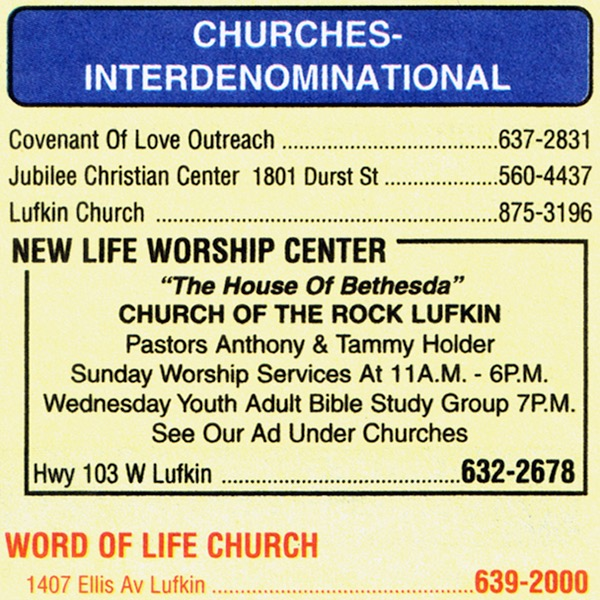 CHURCHES-
INTERDENOMINATIONAL
Covenant Of Love Outreach ................................637-2831
Jubilee Christian Center 1801 Durst St ................560-4437
Lufkin Church ................................................875-3196
NEW LIFE WORSHIP CENTER
"The House Of Bethesda"
CHURCH OF THE ROCK LUFKIN
Pastors Anthony & Tammy Holder
Sunday Worship Services At 11A.M. - 6P.M.
Wednesday Youth Adult Bible Study Group 7P.M.
See Our Ad Under Churches
Hwy 103 W Lufkin ..................................632-2678
WORD OF LIFE CHURCH
1407 Ellis Av Lufkin .....................................639-2000